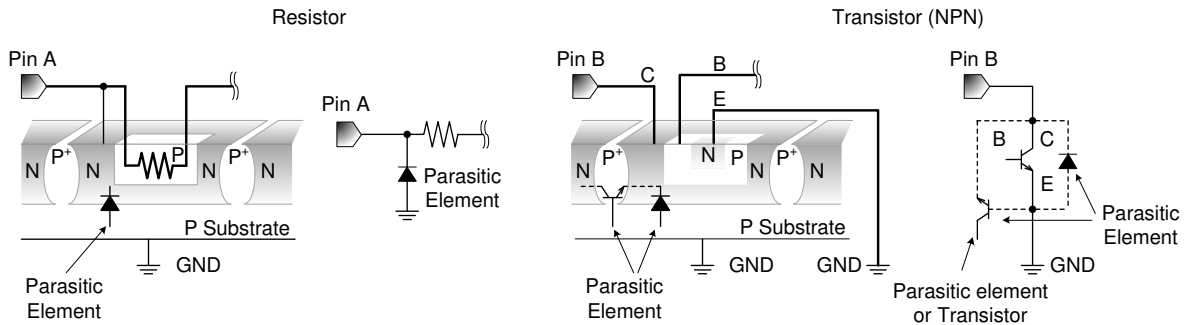 Resistor
Pin A
N
P+
N
P
N
P+
N
Parasitic
Element
P Substrate
GND
Pin A
Parasitic
Element
Transistor (NPN)
Pin B
C
B
E
N
P+
N
N
P
N
P+
N
P Substrate
GND
GND
Parasitic
Element
Pin B
B
C
E
Parasitic
Element
GND
Parasitic element
or Transistor